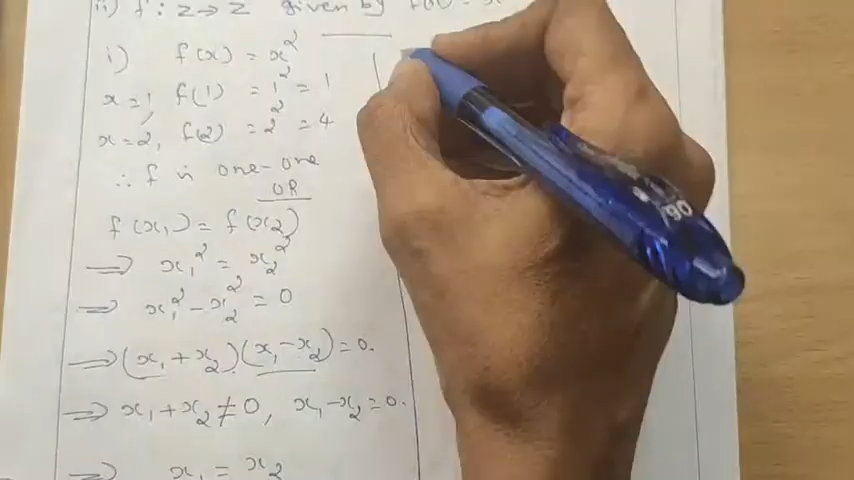 ii) f : Z → Z given by f(x) = x
i) f(x) = x²
x=1, f(1) = 1² = 1
x=2, f(2) = 2² = 4
∴ f is one-one
OR
f(x₁) = f(x₂)
⇒ x₁² = x₂²
⇒ x₁² - x₂² = 0
⇒ (x₁ + x₂)(x₁ - x₂) = 0.
⇒ x₁ + x₂ ≠ 0, x₁ - x₂ = 0.
⇒ x₁ = x₂
90